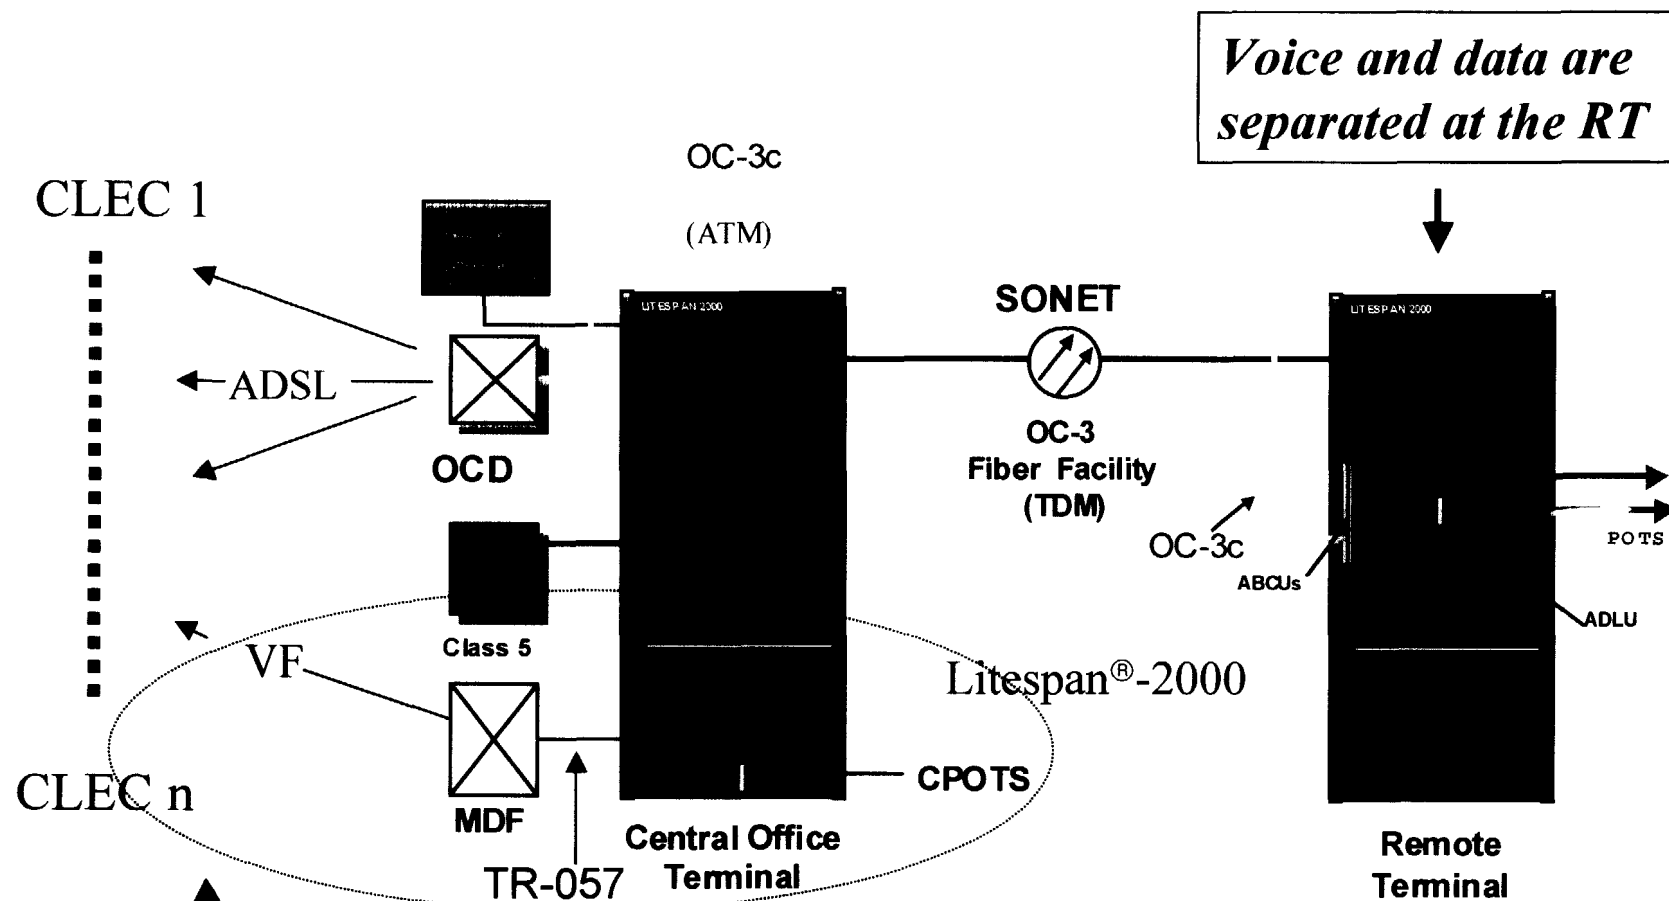 Voice and data are
separated at the RT
OC-3c
(ATM)
CLEC 1
LITESPAN 2000
SONET
LITESPAN 2000
ADSL
OCD
OC-3
Fiber Facility
(TDM)
OC-3c
POTS
ABCUs
ADLU
Class 5
VF
Litespan®-2000
CPOTS
CLEC n
MDF
Central Office
Terminal
TR-057
Remote
Terminal